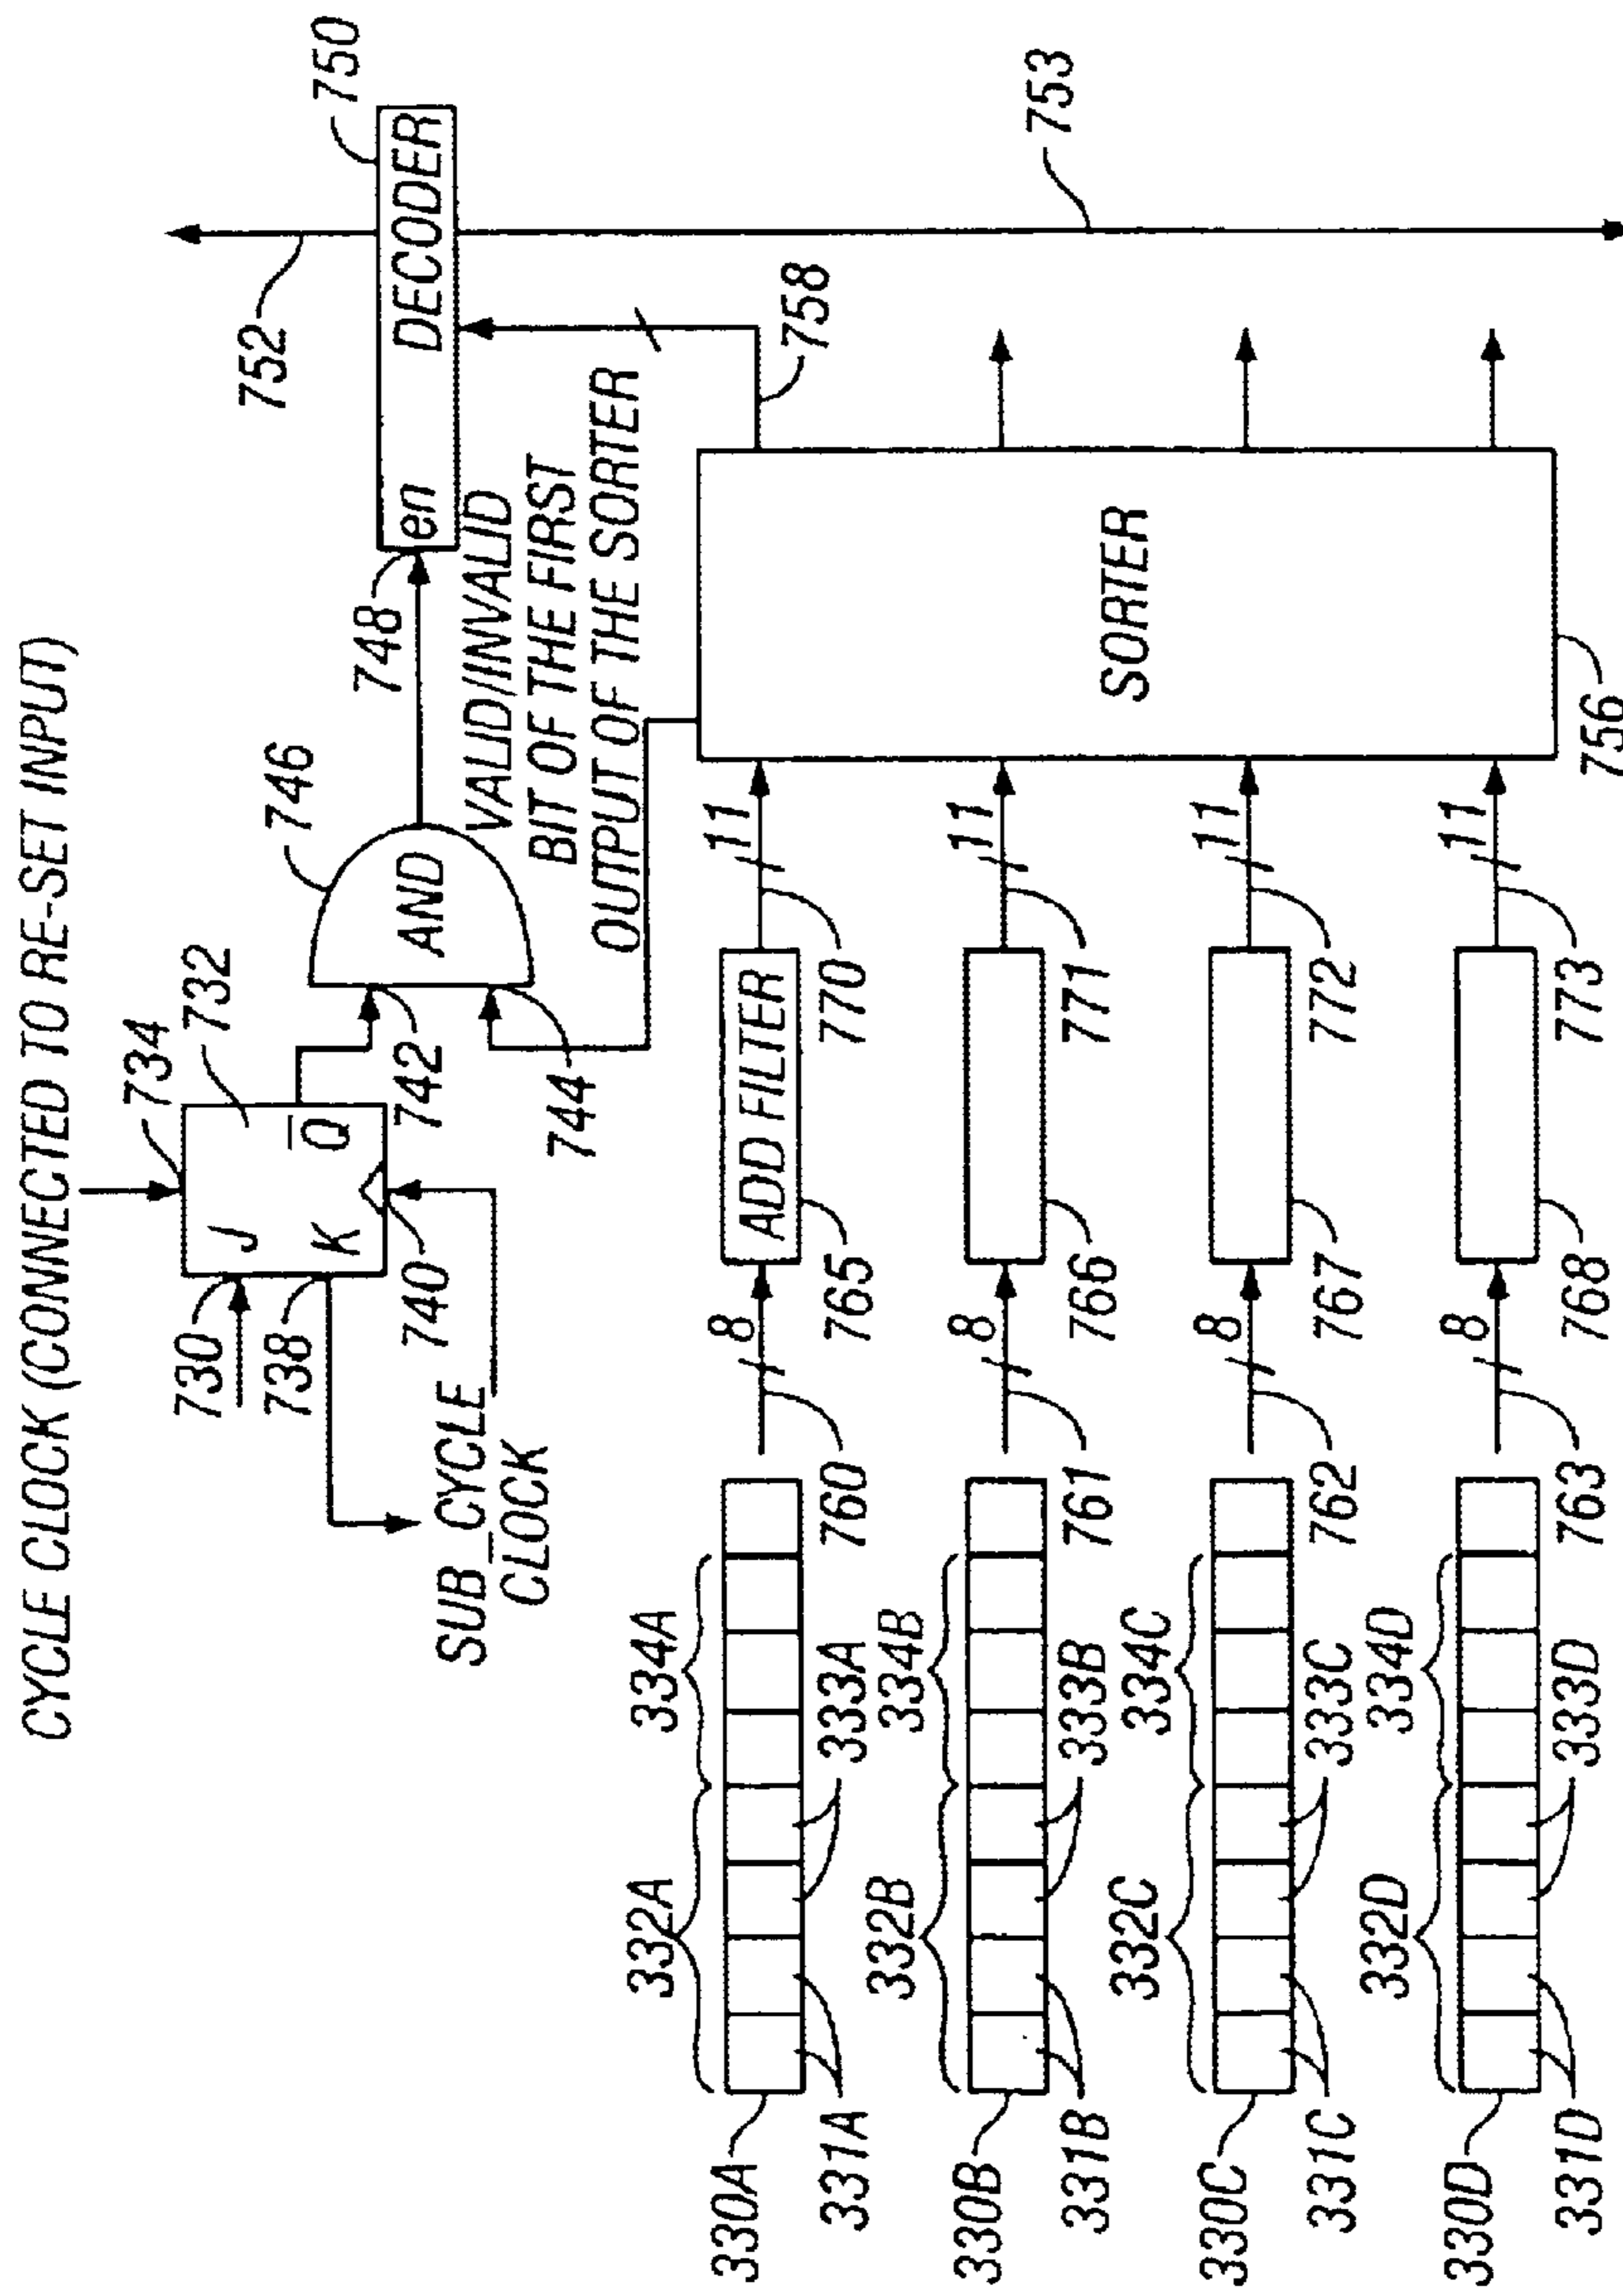 CYCLE CLOCK (CONNECTED TO RE-SET INPUT)
734
732
J
Q̅
K
730
738
740
SUB_CYCLE
CLOCK
742
744
746
AND
748
en DECODER
750
752
753
VALID/INVALID
BIT OF THE FIRST
OUTPUT OF THE SORTER
758
332A
334A
330A
331A
333A
760
8
765
ADD FILTER
770
11
332B
334B
330B
331B
333B
761
8
766
771
11
SORTER
332C
334C
330C
331C
333C
762
8
767
772
11
332D
334D
330D
331D
333D
763
8
768
773
11
756